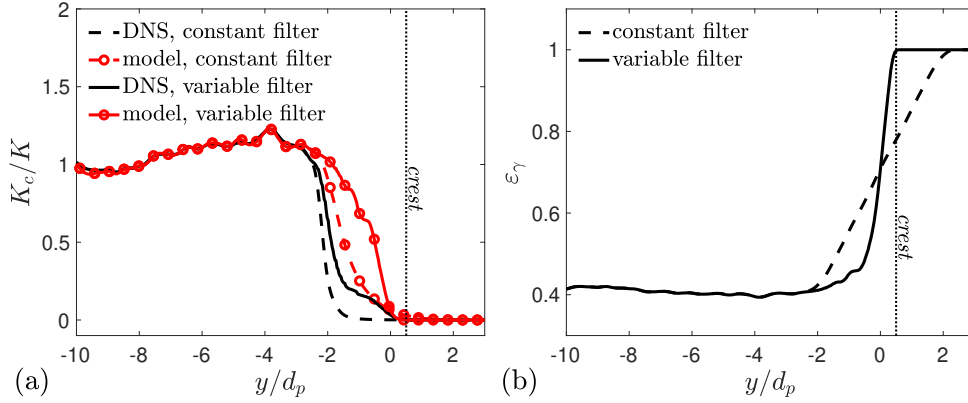 2
1.5
1
0.5
0
K_c/K
DNS, constant filter
model, constant filter
DNS, variable filter
model, variable filter
crest
-10 -8 -6 -4 -2 0 2
(a) y/d_p
1
0.8
0.6
0.4
ε_γ
constant filter
variable filter
crest
-10 -8 -6 -4 -2 0 2
(b) y/d_p